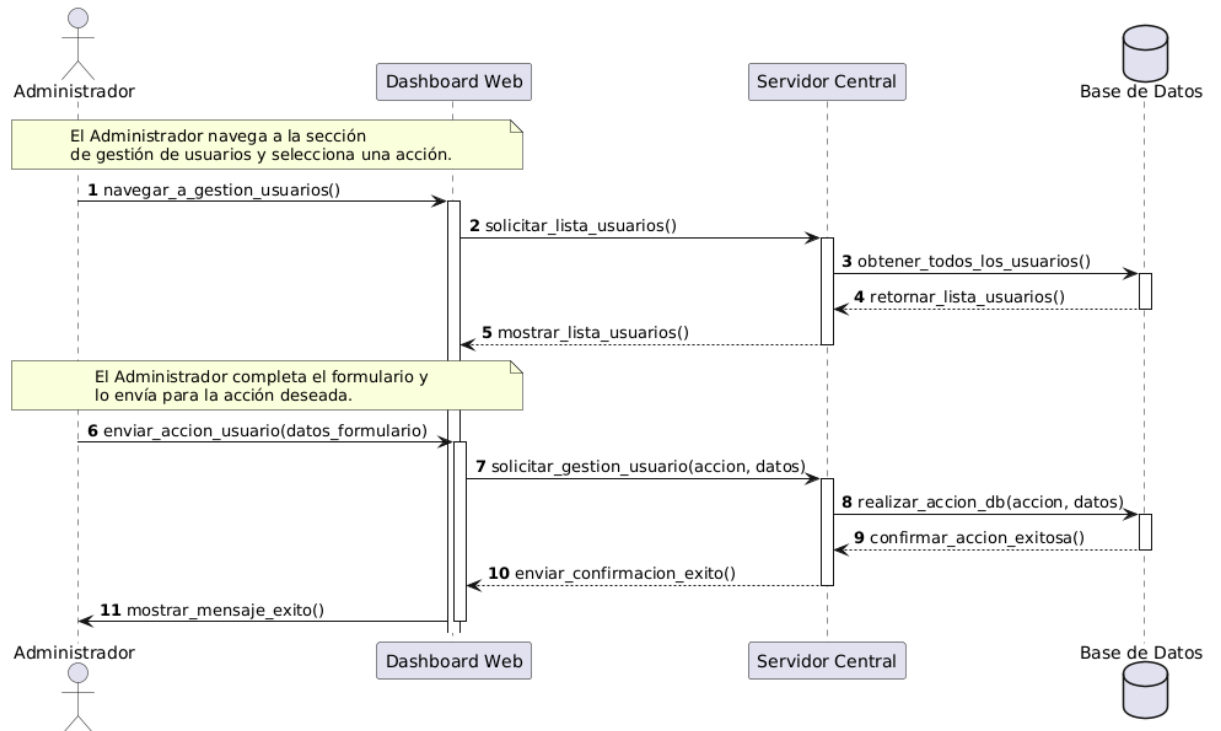 Administrador
Dashboard Web
Servidor Central
Base de Datos
El Administrador navega a la sección
de gestión de usuarios y selecciona una acción.
1 navegar_a_gestion_usuarios()
2 solicitar_lista_usuarios()
3 obtener_todos_los_usuarios()
4 retornar_lista_usuarios()
5 mostrar_lista_usuarios()
El Administrador completa el formulario y
lo envía para la acción deseada.
6 enviar_accion_usuario(datos_formulario)
7 solicitar_gestion_usuario(accion, datos)
8 realizar_accion_db(accion, datos)
9 confirmar_accion_exitosa()
10 enviar_confirmacion_exito()
11 mostrar_mensaje_exito()
Administrador
Dashboard Web
Servidor Central
Base de Datos